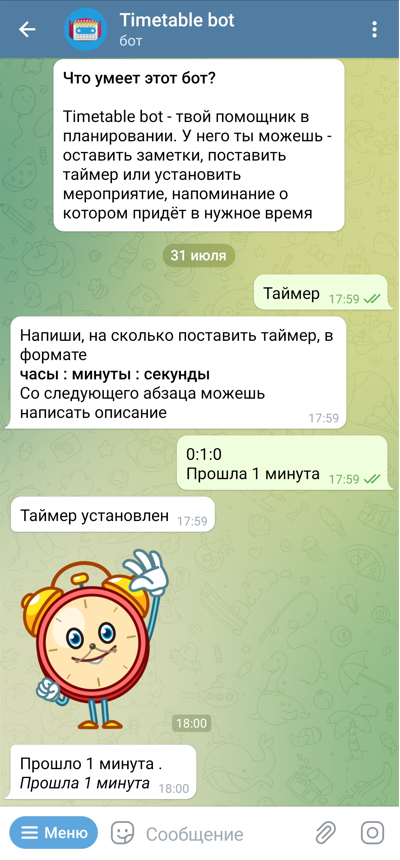 Timetable bot
бот
Что умеет этот бот?
Timetable bot - твой помощник в
планировании. У него ты можешь -
оставить заметки, поставить
таймер или установить
мероприятие, напоминание о
котором придёт в нужное время
31 июля
Таймер 17:59
Напиши, на сколько поставить таймер, в
формате
часы : минуты : секунды
Со следующего абзаца можешь
написать описание 17:59
0:1:0
Прошла 1 минута 17:59
Таймер установлен 17:59
18:00
Прошло 1 минута .
Прошла 1 минута 18:00
Меню Сообщение